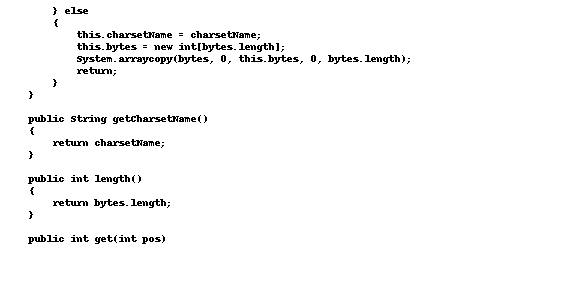 } else
{
this.charsetName = charsetName;
this.bytes = new int[bytes.length];
System.arraycopy(bytes, 0, this.bytes, 0, bytes.length);
return;
}
}
public String getCharsetName()
{
return charsetName;
}
public int length()
{
return bytes.length;
}
public int get(int pos)